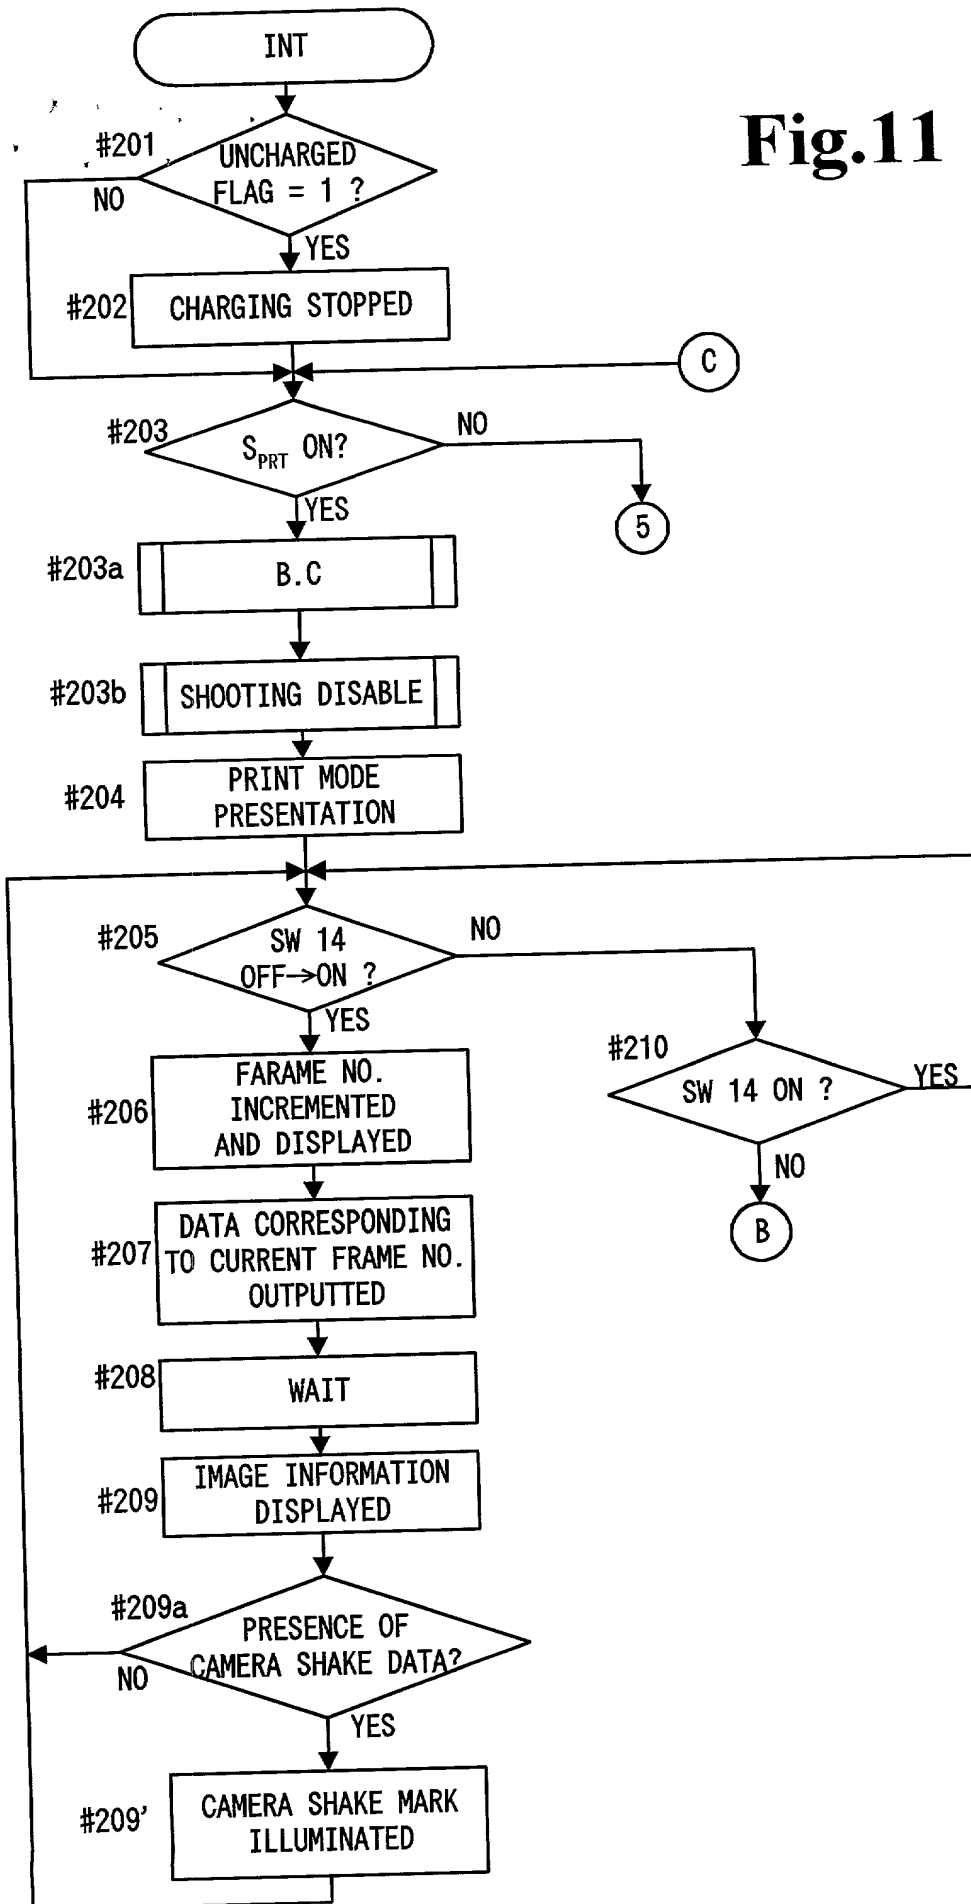 INT
Fig.11
#201
UNCHARGED
FLAG = 1 ?
NO
YES
#202
CHARGING STOPPED
C
#203
S_PRT ON?
NO
YES
5
#203a
B.C
#203b
SHOOTING DISABLE
#204
PRINT MODE
PRESENTATION
#205
SW 14
OFF→ON ?
NO
YES
#210
SW 14 ON ?
YES
NO
B
#206
FARAME NO.
INCREMENTED
AND DISPLAYED
#207
DATA CORRESPONDING
TO CURRENT FRAME NO.
OUTPUTTED
#208
WAIT
#209
IMAGE INFORMATION
DISPLAYED
#209a
PRESENCE OF
CAMERA SHAKE DATA?
NO
YES
#209'
CAMERA SHAKE MARK
ILLUMINATED